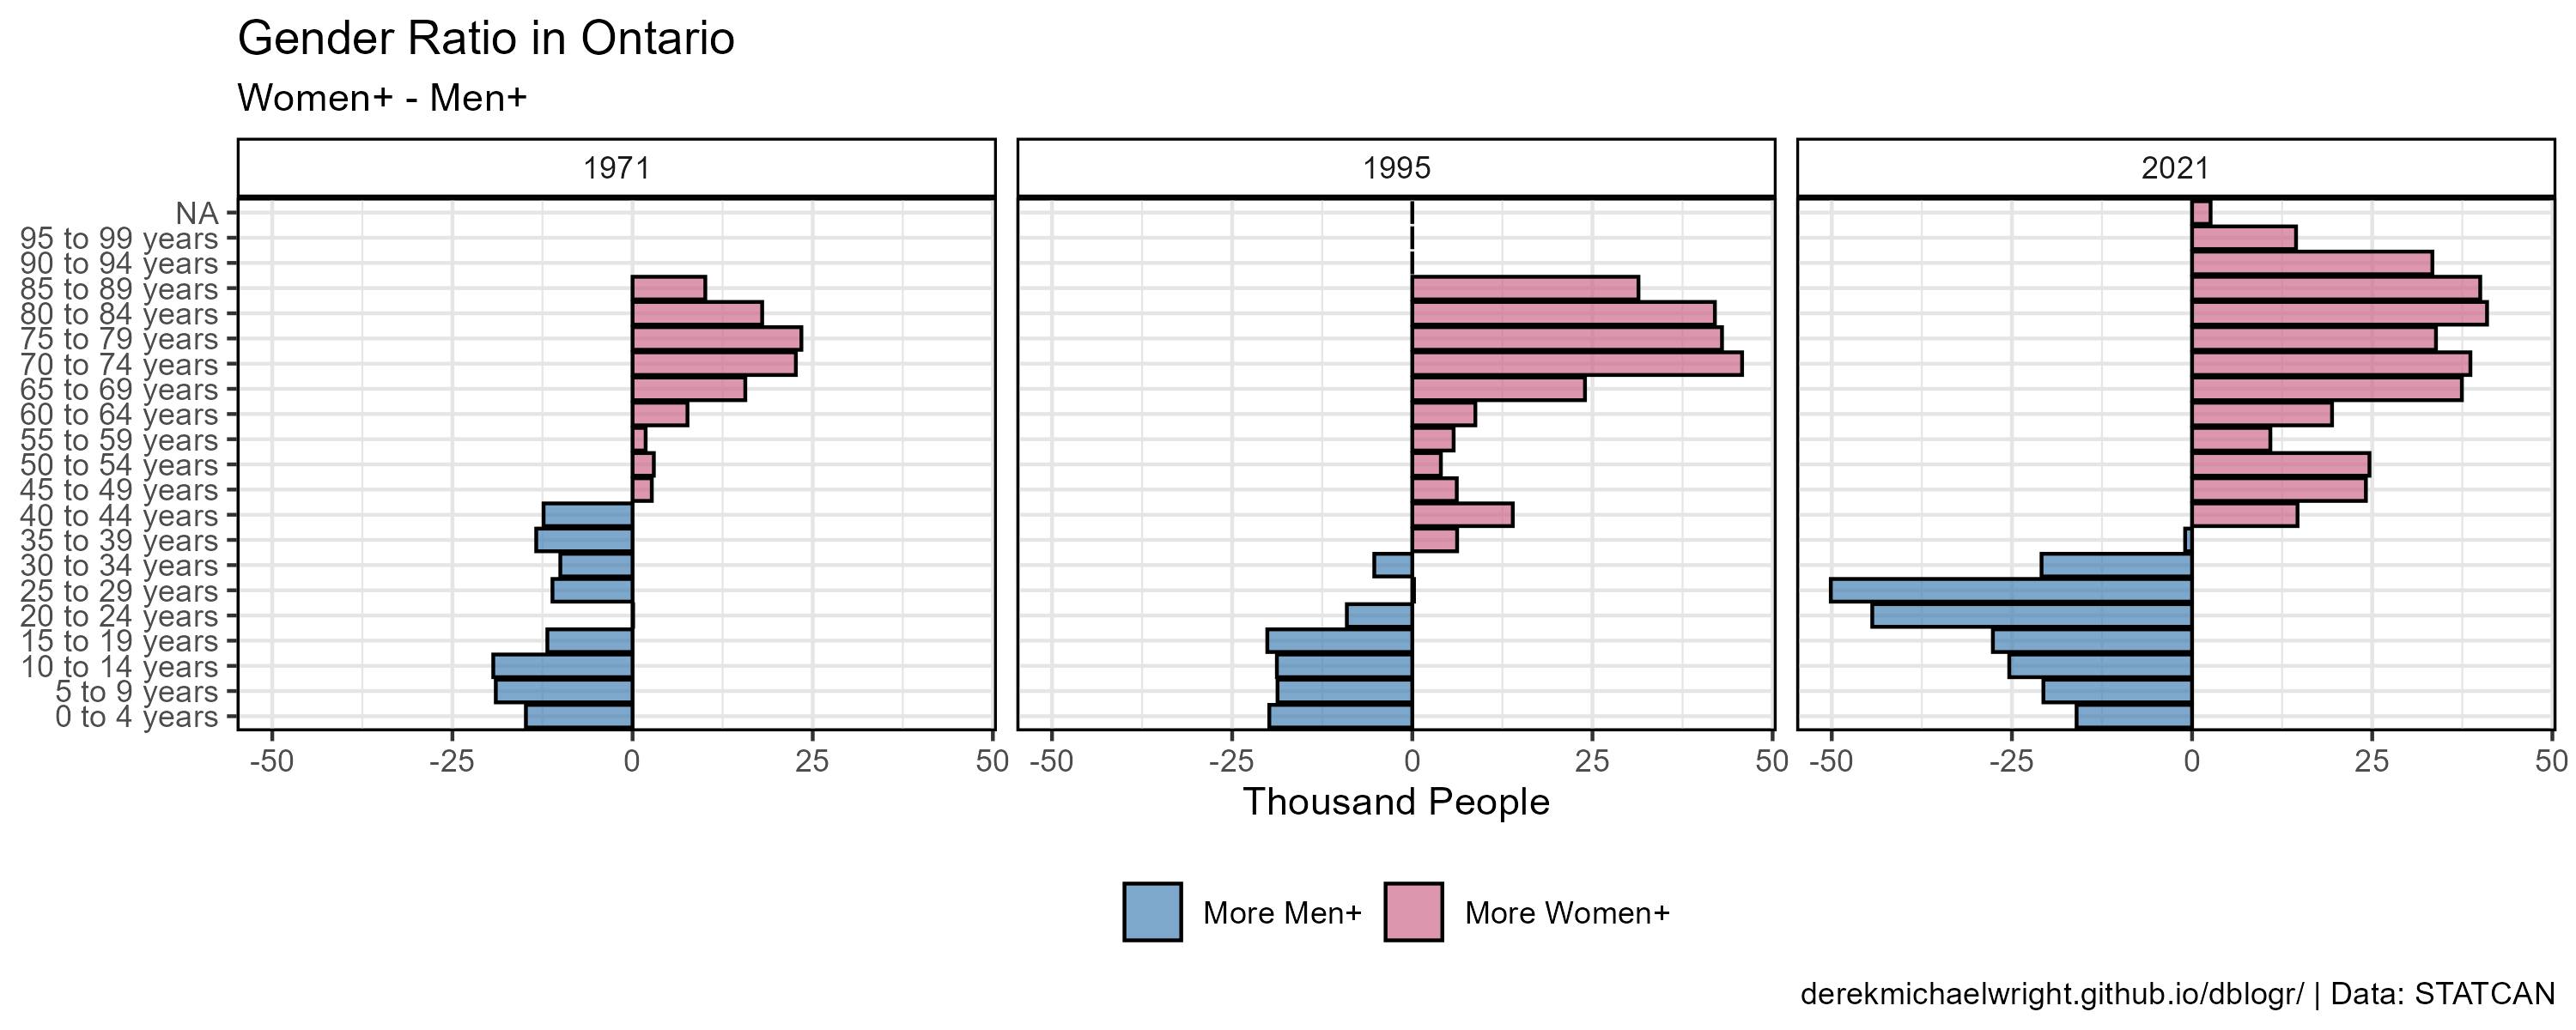 Gender Ratio in Ontario
Women+ - Men+
1971
1995
2021
NA
95 to 99 years
90 to 94 years
85 to 89 years
80 to 84 years
75 to 79 years
70 to 74 years
65 to 69 years
60 to 64 years
55 to 59 years
50 to 54 years
45 to 49 years
40 to 44 years
35 to 39 years
30 to 34 years
25 to 29 years
20 to 24 years
15 to 19 years
10 to 14 years
5 to 9 years
0 to 4 years
-50 -25 0 25 50
-50 -25 0 25 50
-50 -25 0 25 50
Thousand People
More Men+
More Women+
derekmichaelwright.github.io/dblogr/ | Data: STATCAN